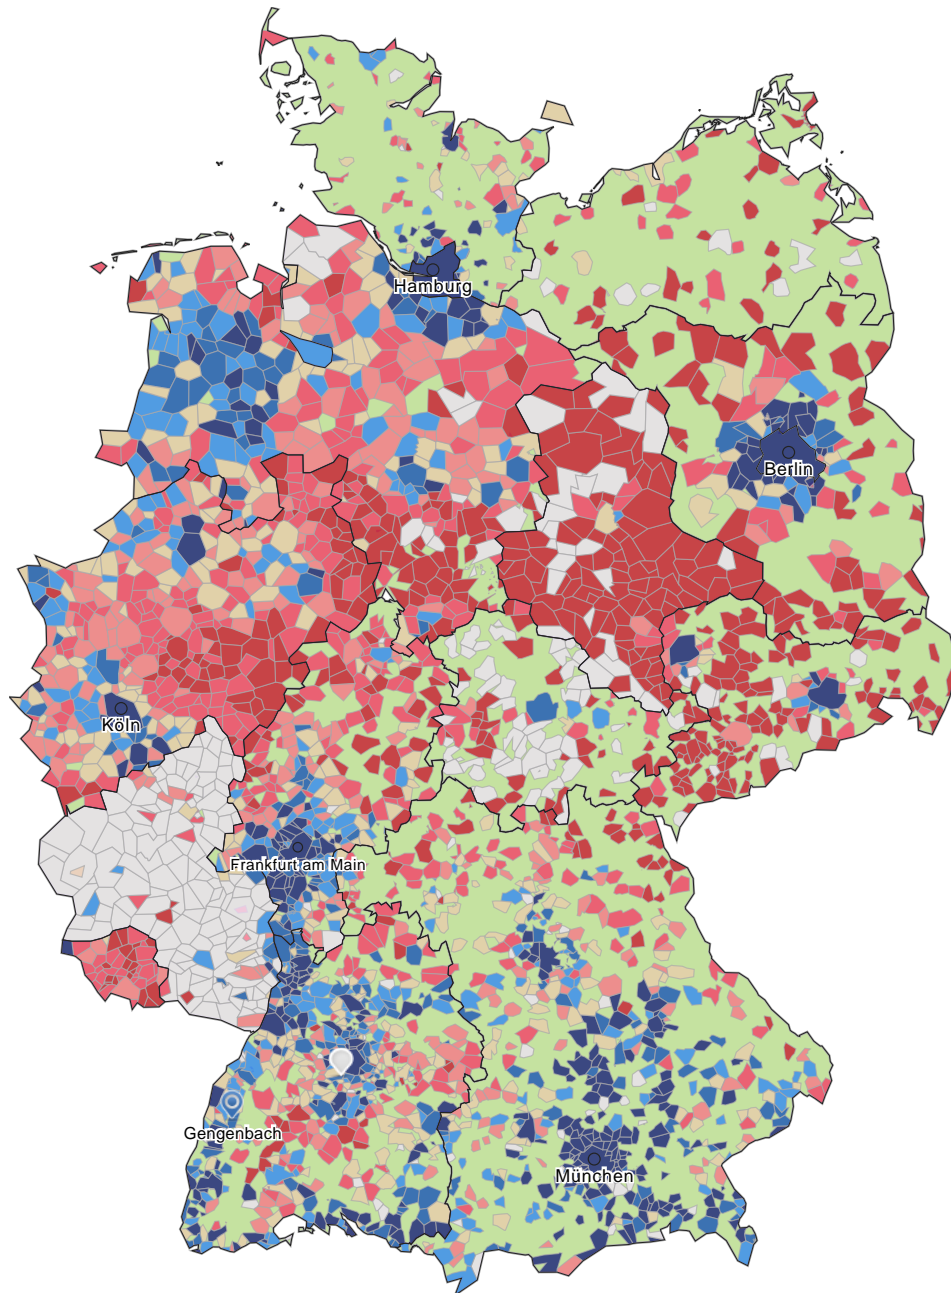 Hamburg
Berlin
Köln
Frankfurt am Main
Gengenbach
München